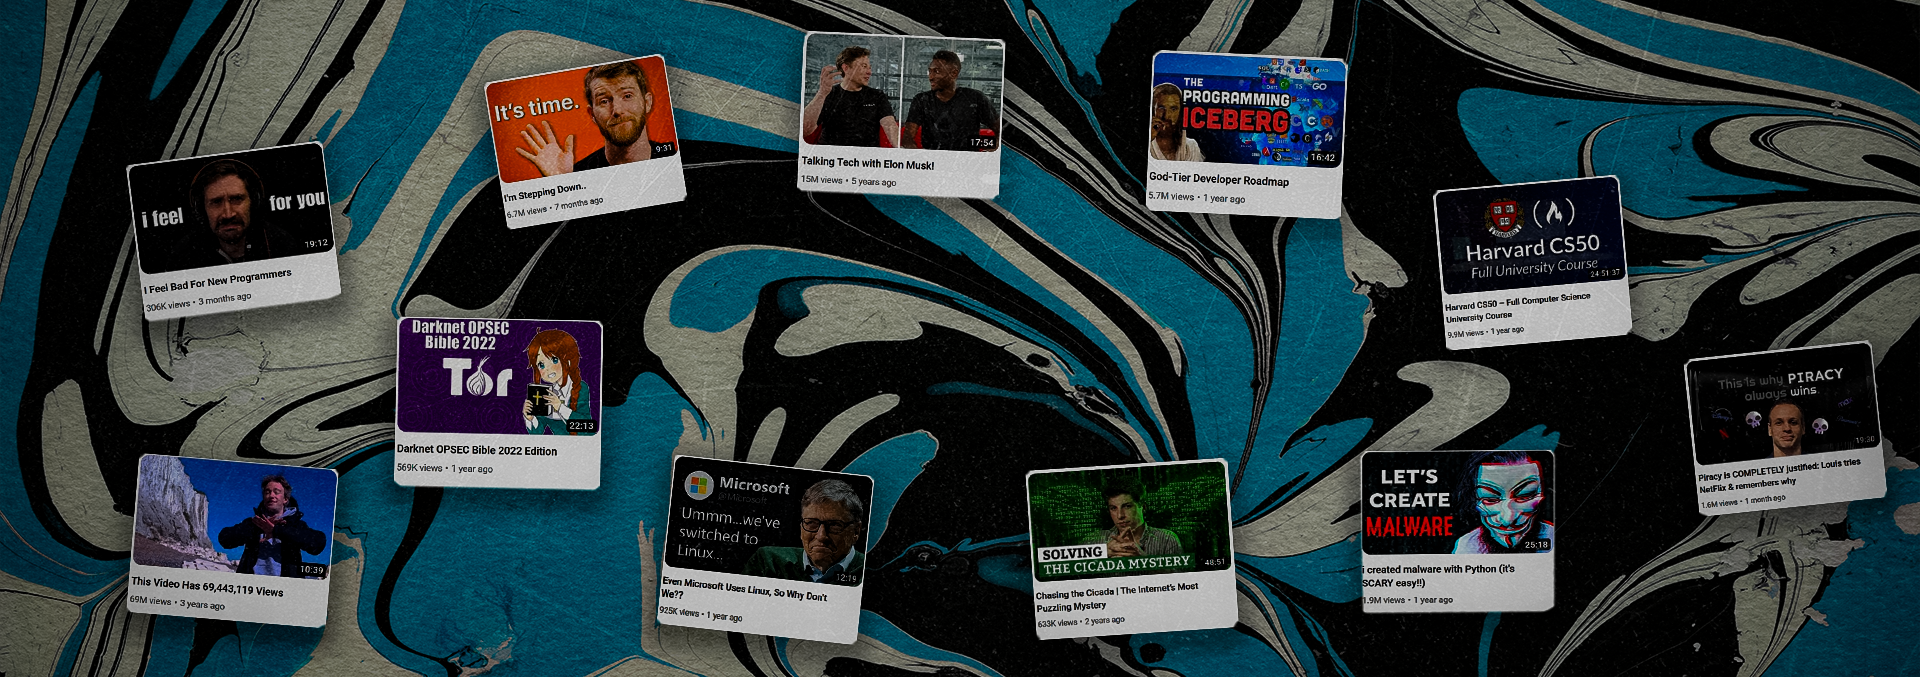 i feel
for you
19:12
I Feel Bad For New Programmers
306K views • 3 months ago
It's time.
9:31
I'm Stepping Down..
6.7M views • 7 months ago
17:54
Talking Tech with Elon Musk!
15M views • 5 years ago
THE
PROGRAMMING
ICEBERG
TS
GO
16:42
God-Tier Developer Roadmap
5.7M views • 1 year ago
Harvard CS50
Full University Course
24:51:37
Harvard CS50 – Full Computer Science
University Course
9.9M views • 1 year ago
Darknet OPSEC
Bible 2022
Tor
22:13
Darknet OPSEC Bible 2022 Edition
569K views • 1 year ago
This is why PIRACY
always wins.
19:20
Piracy is COMPLETELY justified: Louis tries
NetFlix & remembers why
1.6M views • 1 month ago
10:39
This Video Has 69,443,119 Views
69M views • 3 years ago
Microsoft
@Microsoft
Ummm...we've
switched to
Linux...
12:19
Even Microsoft Uses Linux, So Why Don't
We??
925K views • 1 year ago
SOLVING
THE CICADA MYSTERY
48:51
Chasing the Cicada | The Internet's Most
Puzzling Mystery
633K views • 2 years ago
LET'S
CREATE
MALWARE
25:18
i created malware with Python (it's
SCARY easy!!)
1.9M views • 1 year ago